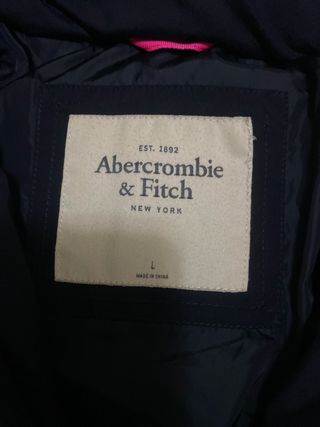 EST. 1892
Abercrombie
& Fitch
NEW YORK
L
MADE IN CHINA